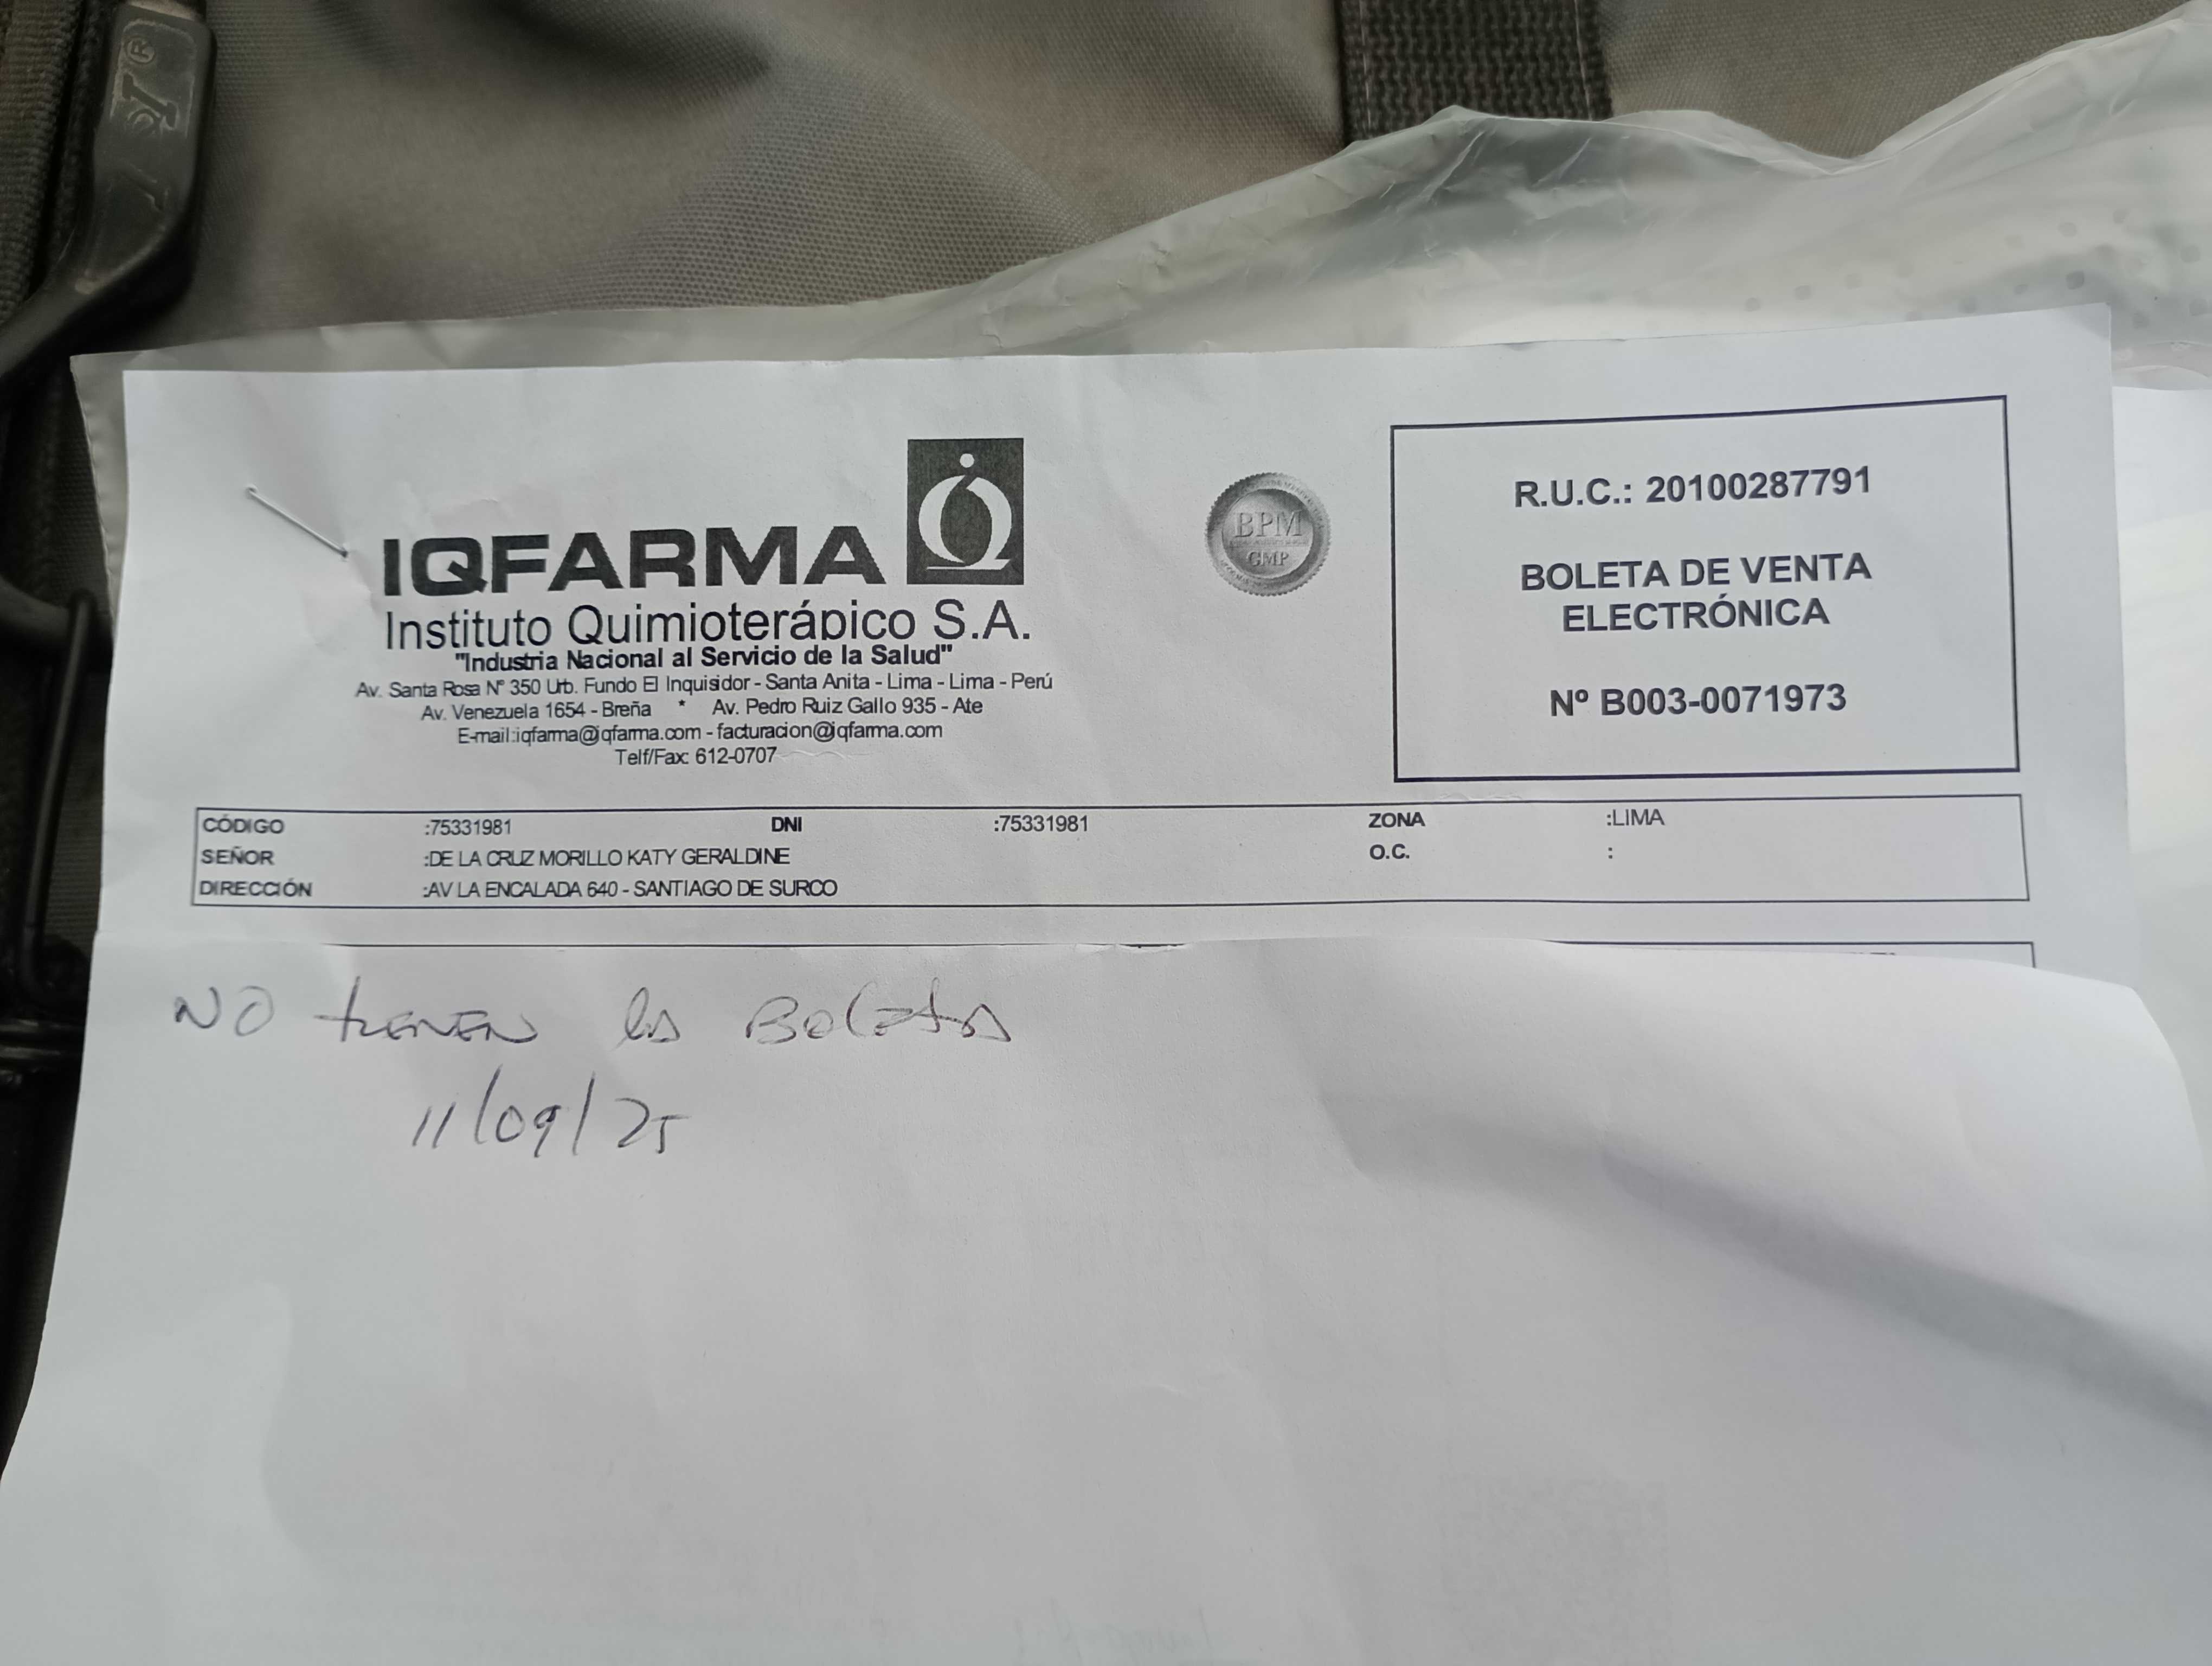 IQFARMA
Instituto Quimioterápico S.A.
"Industria Nacional al Servicio de la Salud"
Av. Santa Rosa Nº 350 Urb. Fundo El Inquisidor - Santa Anita - Lima - Lima - Perú
Av. Venezuela 1654 - Breña * Av. Pedro Ruiz Gallo 935 - Ate
E-mail:iqfarma@iqfarma.com - facturacion@iqfarma.com
Telf/Fax: 612-0707
BPM
GMP
R.U.C.: 20100287791
BOLETA DE VENTA
ELECTRÓNICA
Nº B003-0071973
CÓDIGO :75331981 DNI :75331981 ZONA :LIMA
SEÑOR :DE LA CRUZ MORILLO KATY GERALDINE O.C. :
DIRECCIÓN :AV LA ENCALADA 640 - SANTIAGO DE SURCO
NO tienen la Boleta
11/09/25